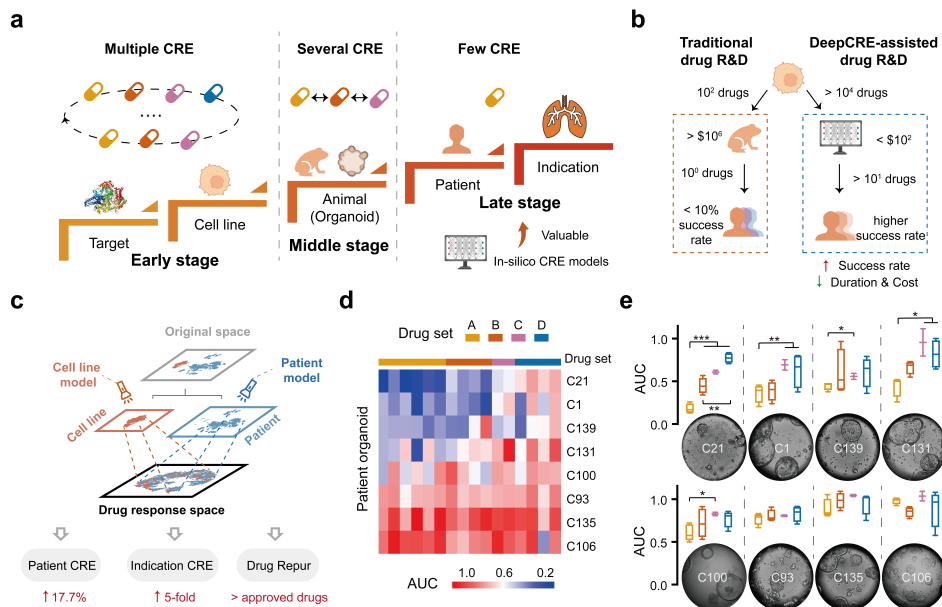 a
Multiple CRE
Several CRE
Few CRE
....
Target
Cell line
Animal
(Organoid)
Patient
Indication
Early stage
Middle stage
Late stage
Valuable
In-silico CRE models
b
Traditional
drug R&D
DeepCRE-assisted
drug R&D
10² drugs
> 10⁴ drugs
> $10⁶
< $10²
10⁰ drugs
> 10¹ drugs
< 10%
success
rate
higher
success rate
↑ Success rate
↓ Duration & Cost
c
Original space
Cell line
model
Patient
model
Cell line
Patient
Drug response space
Patient CRE
Indication CRE
Drug Repur
↑ 17.7%
↑ 5-fold
> approved drugs
d
Drug set
A
B
C
D
Drug set
Patient organoid
C21
C1
C139
C131
C100
C93
C135
C106
AUC
1.0
0.6
0.2
e
AUC
1.0
0.5
0.0
***
**
**
*
*
C21
C1
C139
C131
AUC
1.0
0.5
0.0
*
C100
C93
C135
C106